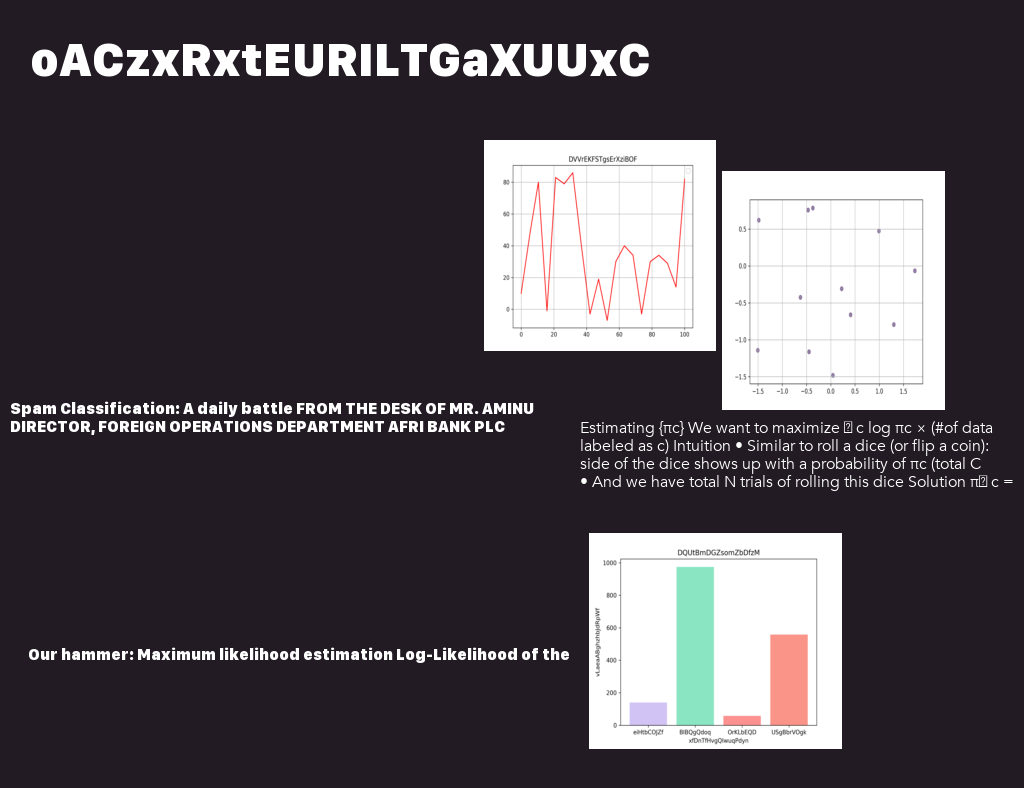 oACzxRxtEURILTGaXUUxC
DVVrEKFSTgsErXziBOF
80
60
40
20
0
0 20 40 60 80 100
0.5
0.0
−0.5
−1.0
−1.5
−1.5 −1.0 −0.5 0.0 0.5 1.0 1.5
Spam Classification: A daily battle FROM THE DESK OF MR. AMINU
DIRECTOR, FOREIGN OPERATIONS DEPARTMENT AFRI BANK PLC
Estimating {πc} We want to maximize c log πc × (#of data
labeled as c) Intuition • Similar to roll a dice (or flip a coin):
side of the dice shows up with a probability of πc (total C
• And we have total N trials of rolling this dice Solution π c =
Our hammer: Maximum likelihood estimation Log-Likelihood of the
DQUtBmDGZsomZbDfzM
1000
800
600
400
200
0
eiHtbCOJZf BIBQgQdoq OrKLbEQD USgBbrVOgk
xfDnTfHvgQlwuqPdyn